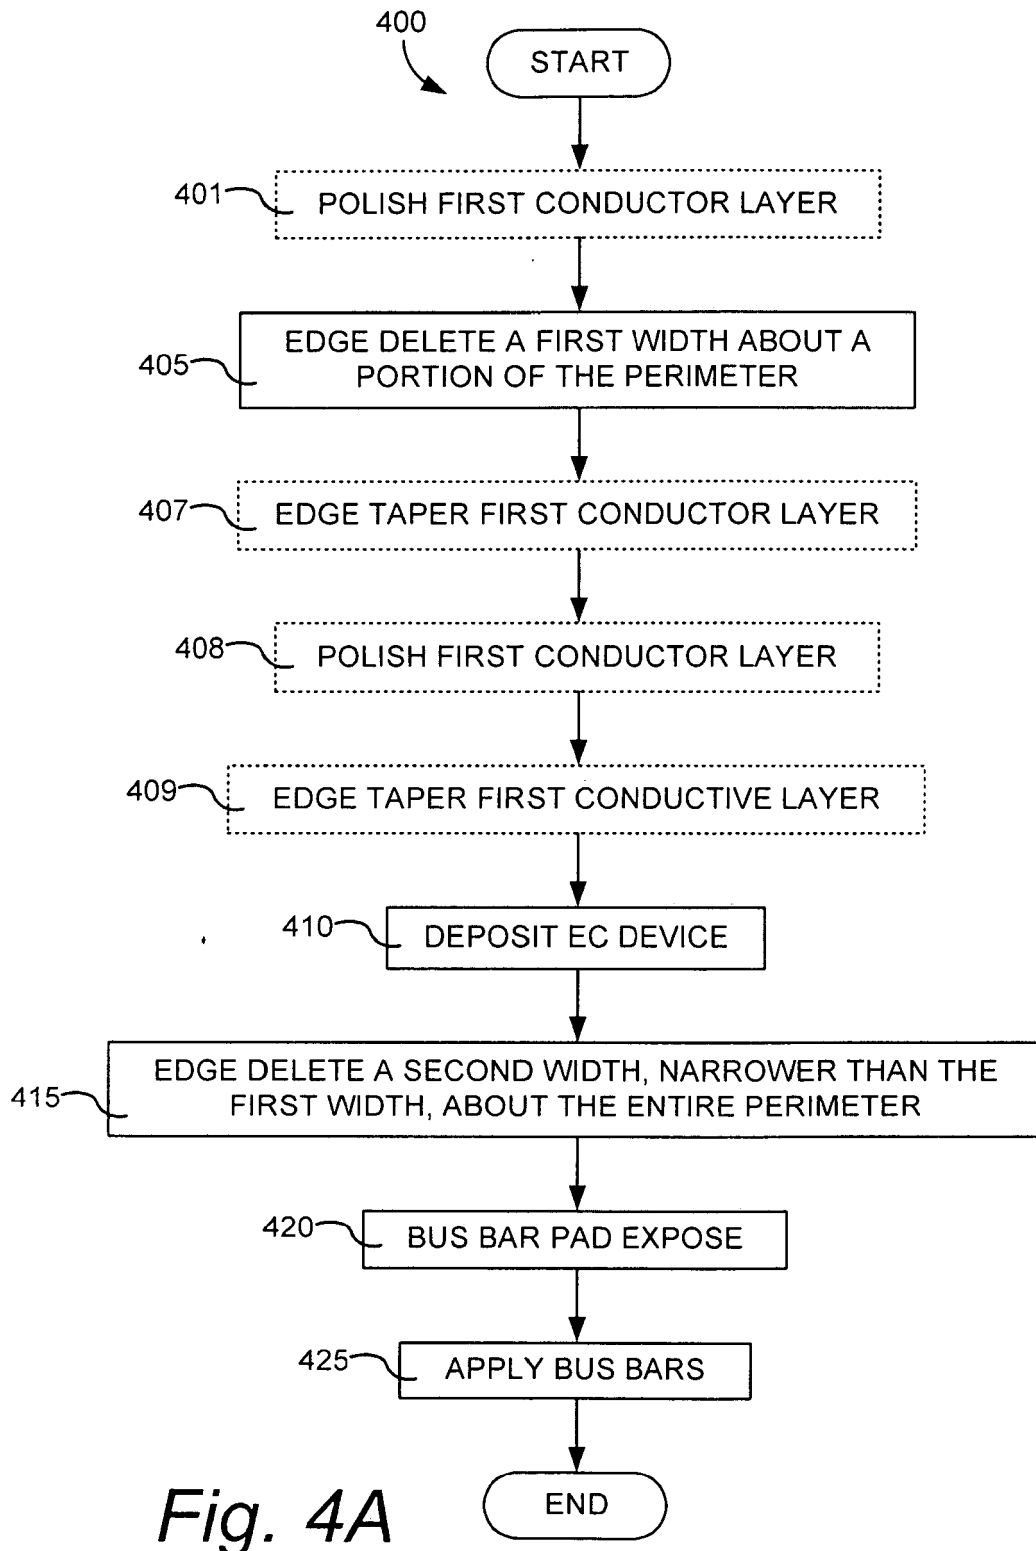 400
START
401
POLISH FIRST CONDUCTOR LAYER
405
EDGE DELETE A FIRST WIDTH ABOUT A
PORTION OF THE PERIMETER
407
EDGE TAPER FIRST CONDUCTOR LAYER
408
POLISH FIRST CONDUCTOR LAYER
409
EDGE TAPER FIRST CONDUCTIVE LAYER
410
DEPOSIT EC DEVICE
415
EDGE DELETE A SECOND WIDTH, NARROWER THAN THE
FIRST WIDTH, ABOUT THE ENTIRE PERIMETER
420
BUS BAR PAD EXPOSE
425
APPLY BUS BARS
END
Fig. 4A